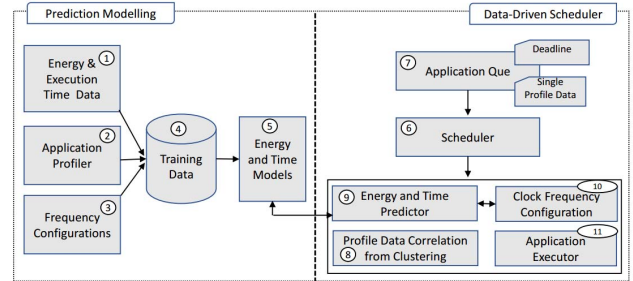 Prediction Modelling
Data-Driven Scheduler
1
Energy &
Execution
Time Data
2
Application
Profiler
3
Frequency
Configurations
4
Training
Data
5
Energy
and Time
Models
7
Application Que
Deadline
Single
Profile Data
6
Scheduler
9
Energy and Time
Predictor
10
Clock Frequency
Configuration
8
Profile Data Correlation
from Clustering
11
Application
Executor